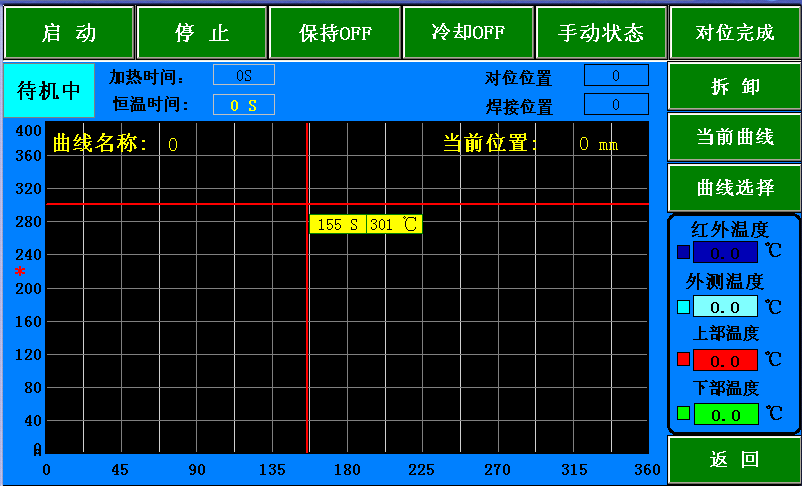 启 动 停 止 保持OFF 冷却OFF 手动状态 对位完成
待机中 加热时间: 0S 对位位置 0 拆 卸
恒温时间: 0 S 焊接位置 0
当前曲线
曲线名称: 0 当前位置: 0 mm
曲线选择
155 S 301 ℃
400
360
320
280
240
*
200
160
120
80
40
0
0 45 90 135 180 225 270 315 360
红外温度
0.0 ℃
外测温度
0.0 ℃
上部温度
0.0 ℃
下部温度
0.0 ℃
返 回